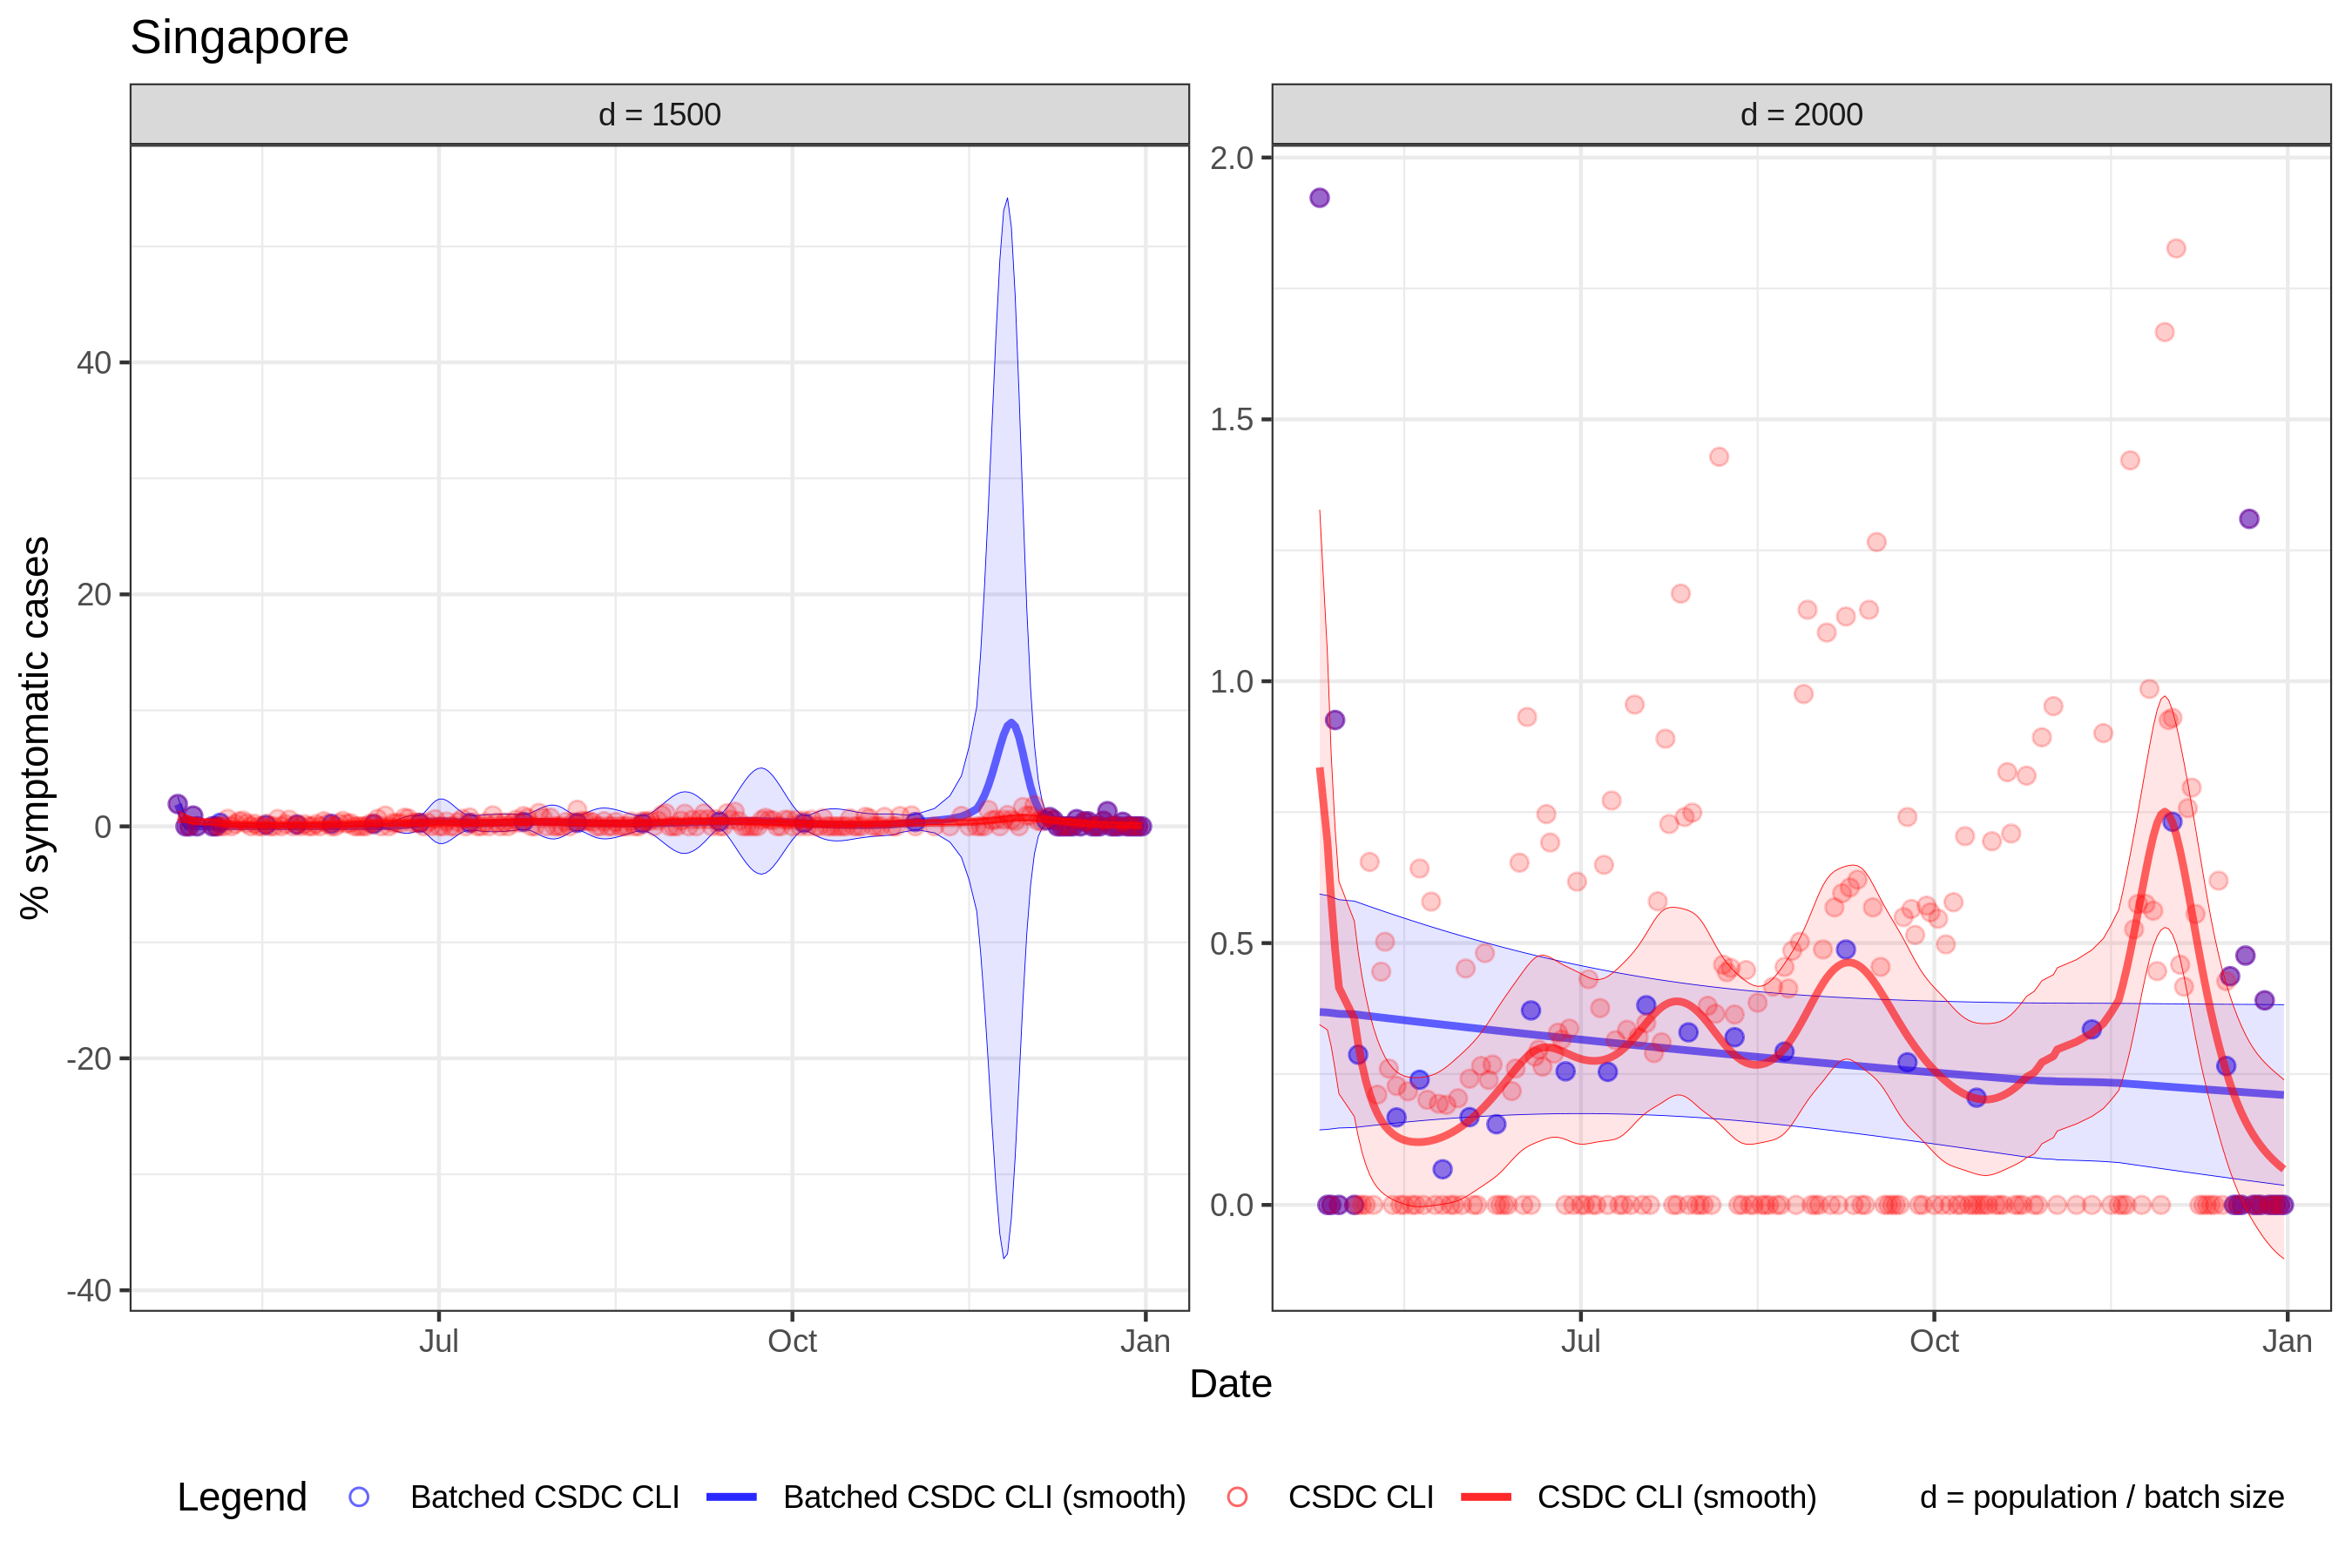 Singapore
d = 1500
d = 2000
% symptomatic cases
40
20
0
-20
-40
2.0
1.5
1.0
0.5
0.0
Jul
Oct
Jan
Jul
Oct
Jan
Date
Legend
Batched CSDC CLI
Batched CSDC CLI (smooth)
CSDC CLI
CSDC CLI (smooth)
d = population / batch size